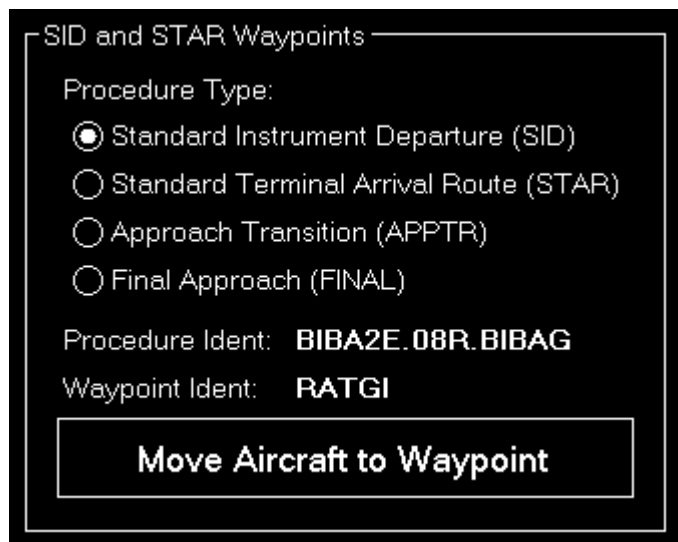 SID and STAR Waypoints
Procedure Type:
Standard Instrument Departure (SID)
Standard Terminal Arrival Route (STAR)
Approach Transition (APPTR)
Final Approach (FINAL)
Procedure Ident: BIBA2E.08R.BIBAG
Waypoint Ident: RATGI
Move Aircraft to Waypoint